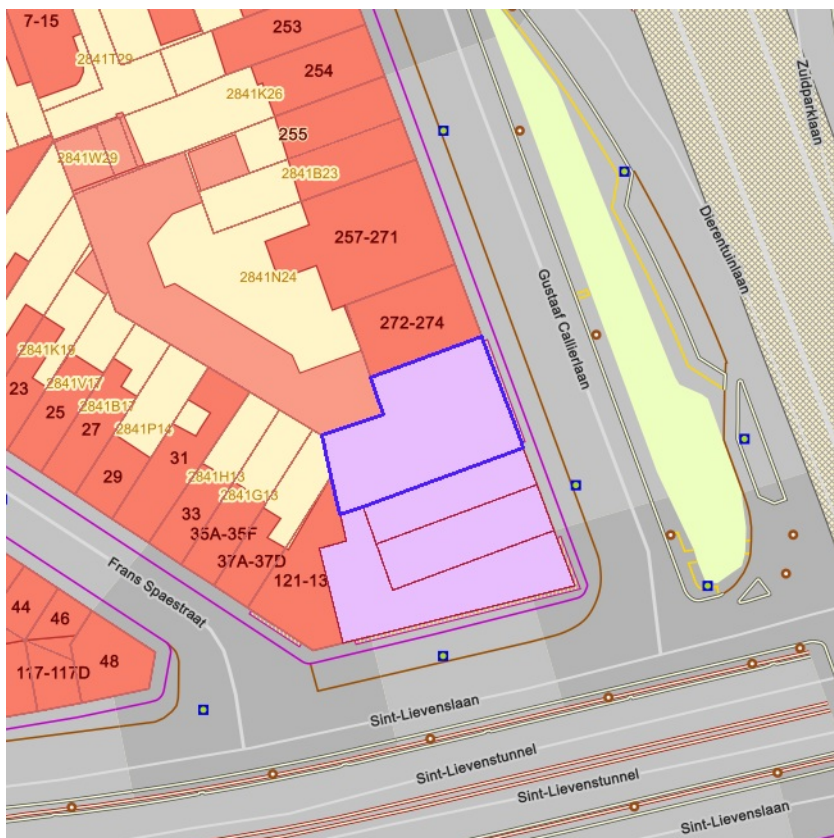 7-15
253
2841T29
254
2841K26
255
2841W29
2841B23
257-271
2841N24
272-274
Zuidparklaan
Dierentuinlaan
Gustaaf Callierlaan
2841K19
23
2841V17
25
2841B17
27
2841P14
29
31
2841H13
2841G13
33
35A-35F
37A-37D
121-13
Frans Spaestraat
44
46
48
117-117D
Sint-Lievenslaan
Sint-Lievenstunnel
Sint-Lievenstunnel
Sint-Lievenslaan